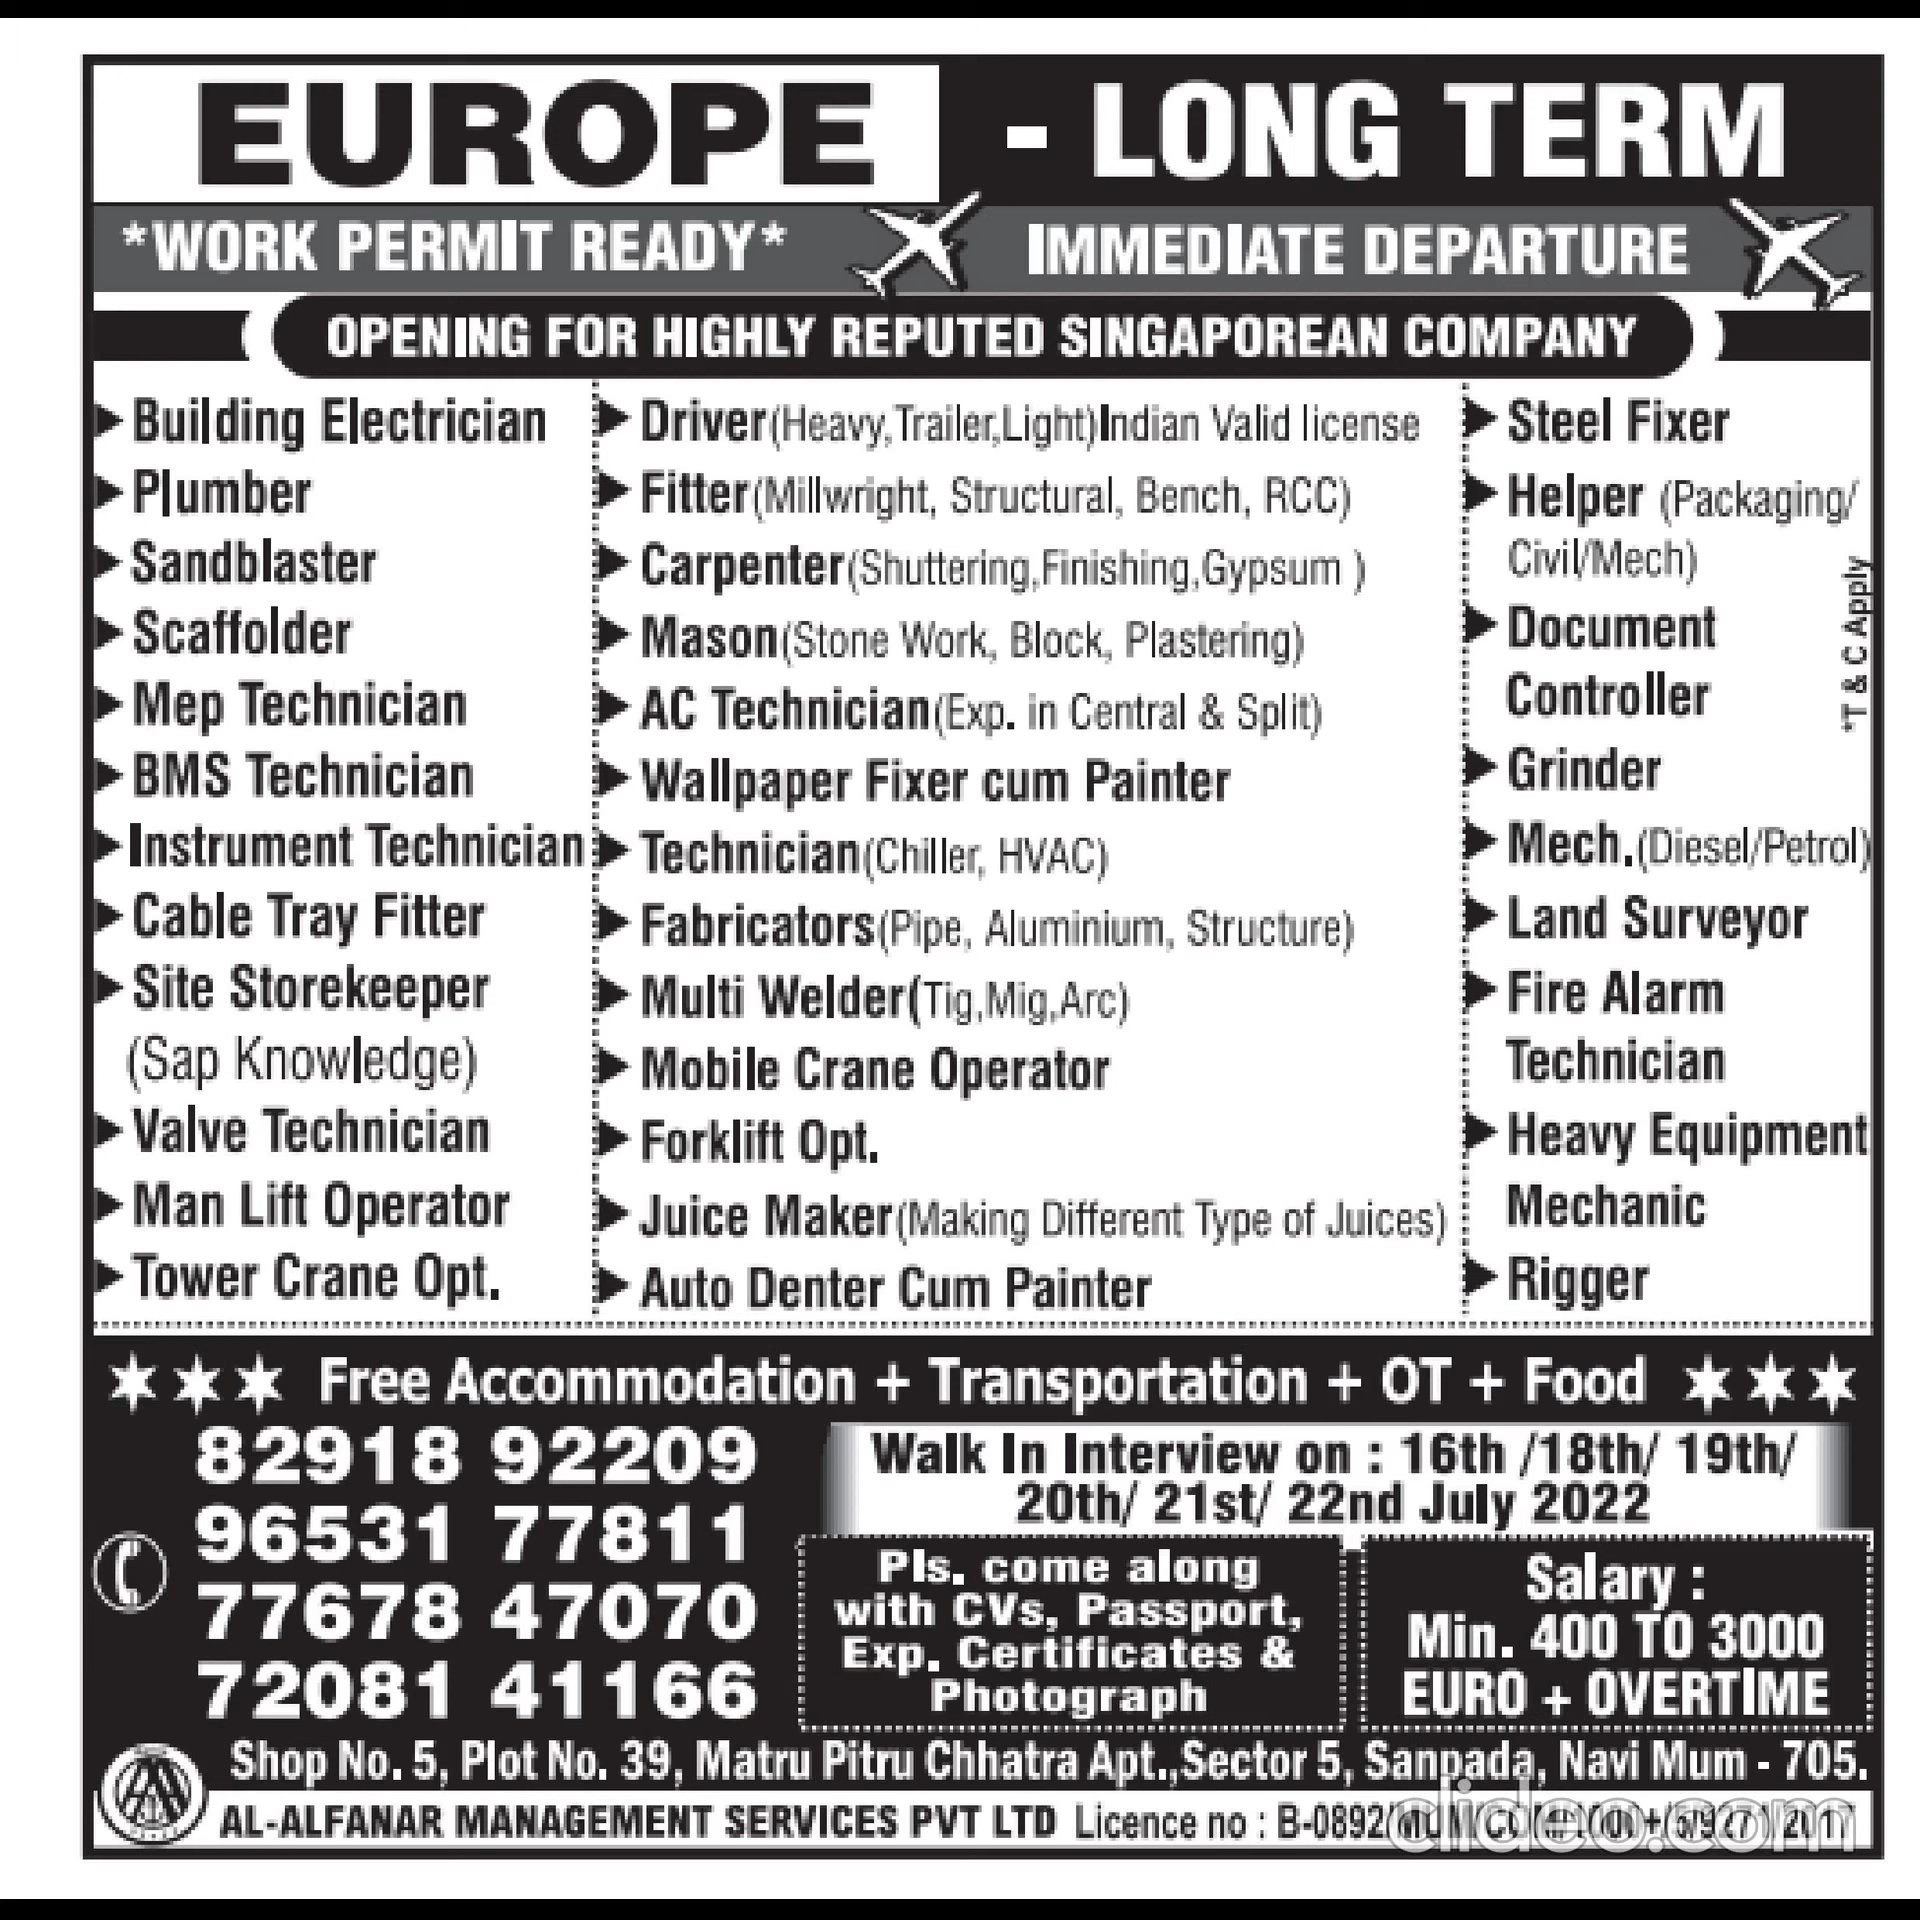 EUROPE - LONG TERM
*WORK PERMIT READY* IMMEDIATE DEPARTURE
OPENING FOR HIGHLY REPUTED SINGAPOREAN COMPANY
Building Electrician
Plumber
Sandblaster
Scaffolder
Mep Technician
BMS Technician
Instrument Technician
Cable Tray Fitter
Site Storekeeper
(Sap Knowledge)
Valve Technician
Man Lift Operator
Tower Crane Opt.
Driver(Heavy,Trailer,Light)Indian Valid license
Fitter(Millwright, Structural, Bench, RCC)
Carpenter(Shuttering,Finishing,Gypsum )
Mason(Stone Work, Block, Plastering)
AC Technician(Exp. in Central & Split)
Wallpaper Fixer cum Painter
Technician(Chiller, HVAC)
Fabricators(Pipe, Aluminium, Structure)
Multi Welder(Tig,Mig,Arc)
Mobile Crane Operator
Forklift Opt.
Juice Maker(Making Different Type of Juices)
Auto Denter Cum Painter
Steel Fixer
Helper (Packaging/
Civil/Mech)
Document
Controller
Grinder
Mech.(Diesel/Petrol)
Land Surveyor
Fire Alarm
Technician
Heavy Equipment
Mechanic
Rigger
*T & C Apply
Free Accommodation + Transportation + OT + Food
82918 92209
96531 77811
77678 47070
72081 41166
Walk In Interview on : 16th /18th/ 19th/
20th/ 21st/ 22nd July 2022
Pls. come along
with CVs, Passport,
Exp. Certificates &
Photograph
Salary :
Min. 400 TO 3000
EURO + OVERTIME
Shop No. 5, Plot No. 39, Matru Pitru Chhatra Apt.,Sector 5, Sanpada, Navi Mum - 705.
AL-ALFANAR MANAGEMENT SERVICES PVT LTD Licence no : B-0892/MUM/COM/1000+/5/9271/2017
clideo.com